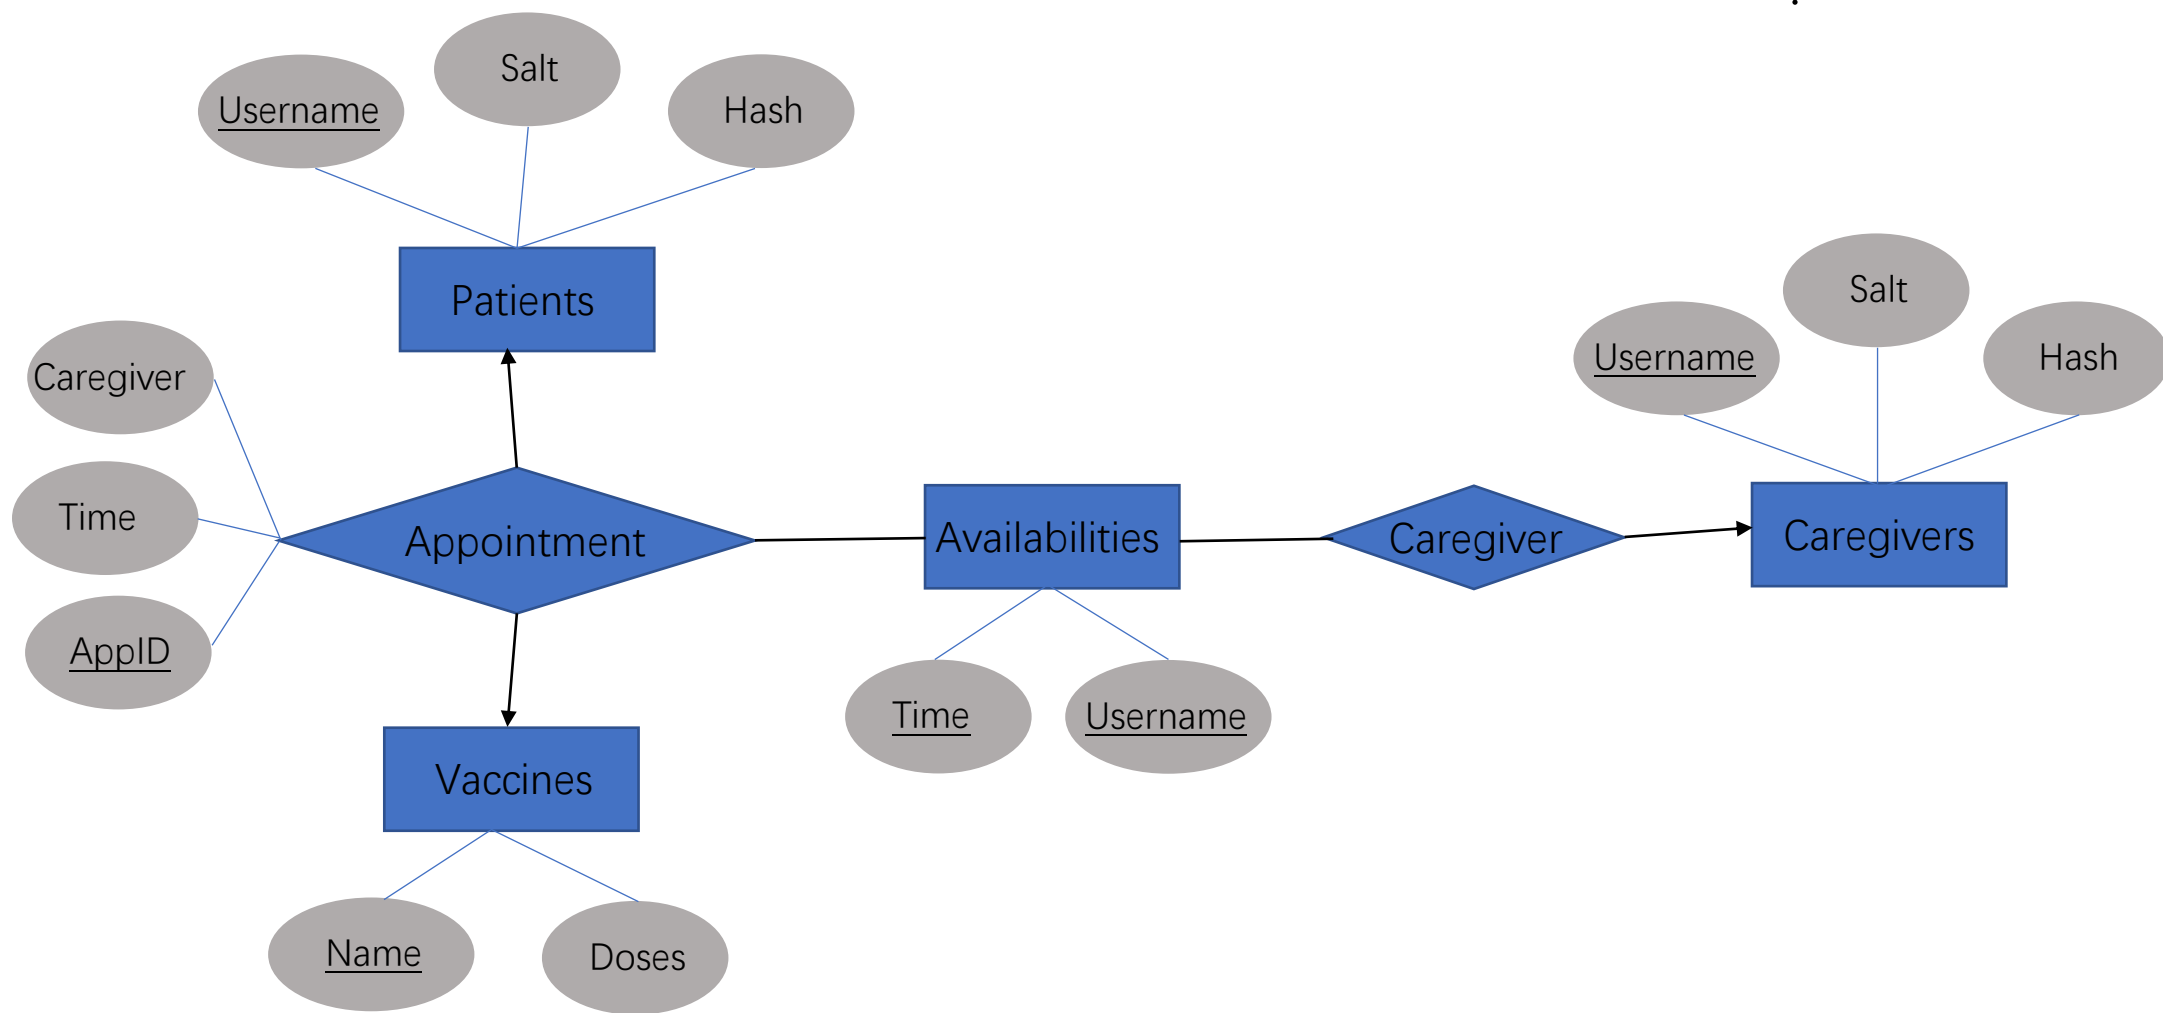 Salt
Username
Hash
Patients
Salt
Username
Hash
Caregiver
Time
Appointment
Availabilities
Caregiver
Caregivers
AppID
Time
Username
Vaccines
Name
Doses